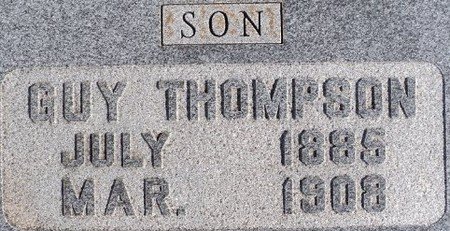 SON
GUY THOMPSON
JULY 1885
MAR. 1908